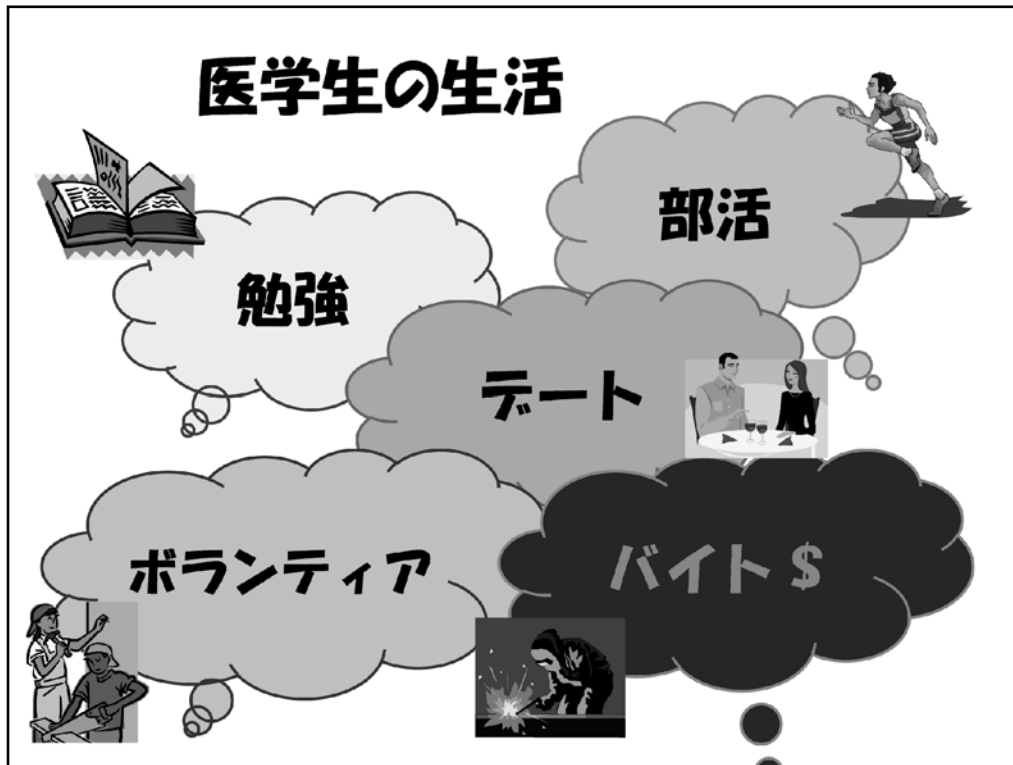 医学生の生活
部活
勉強
デート
ボランティア
バイト$